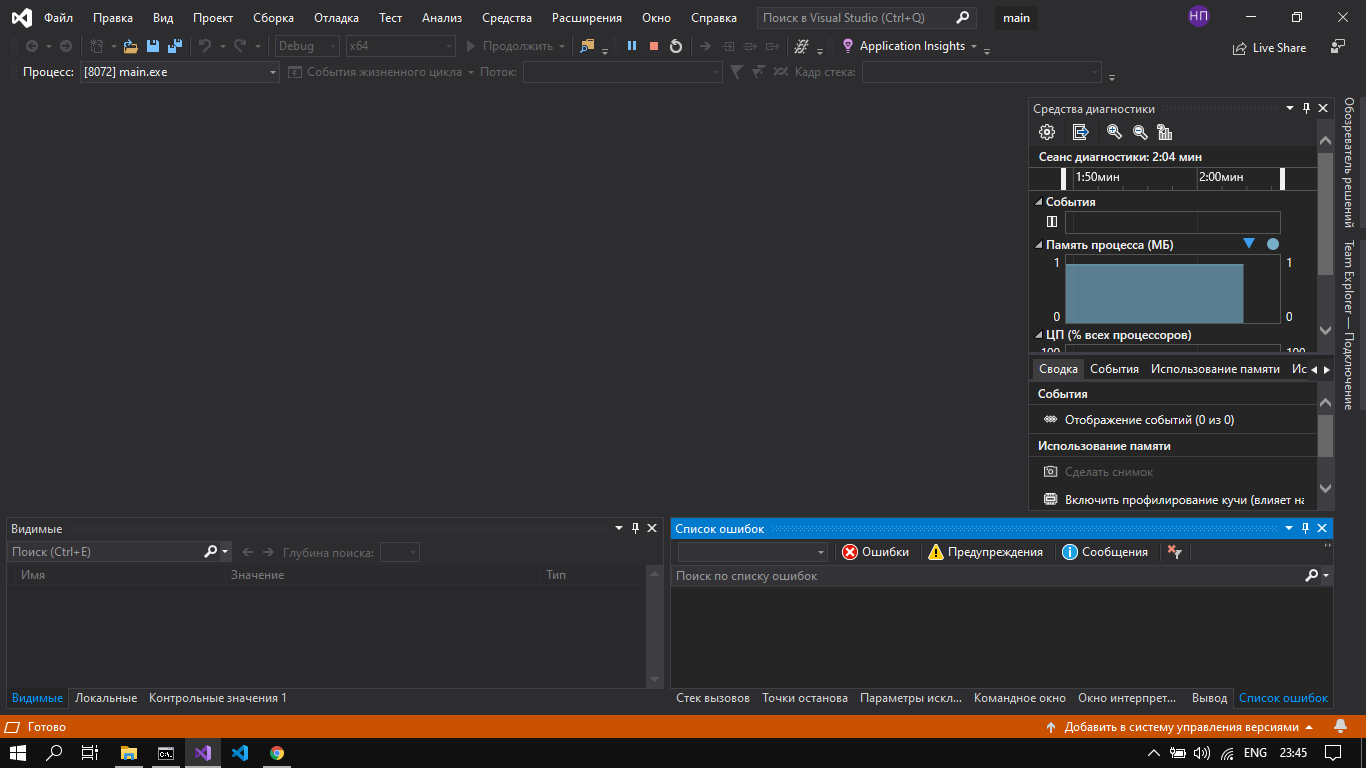 Файл Правка Вид Проект Сборка Отладка Тест Анализ Средства Расширения Окно Справка Поиск в Visual Studio (Ctrl+Q) main НП
Debug x64 Продолжить Application Insights Live Share
Процесс: [8072] main.exe События жизненного цикла Поток: Кадр стека:
Средства диагностики
Сеанс диагностики: 2:04 мин
1:50мин 2:00мин
События
Память процесса (МБ)
1 1
0 0
ЦП (% всех процессоров)
100 100
Сводка События Использование памяти Ис
События
Отображение событий (0 из 0)
Использование памяти
Сделать снимок
Включить профилирование кучи (влияет на
Обозреватель решений
Team Explorer — Подключение
Видимые
Поиск (Ctrl+E) Глубина поиска:
Имя Значение Тип
Видимые Локальные Контрольные значения 1
Список ошибок
Ошибки Предупреждения Сообщения
Поиск по списку ошибок
Стек вызовов Точки останова Параметры искл... Командное окно Окно интерпрет... Вывод Список ошибок
Готово Добавить в систему управления версиями
ENG 23:45